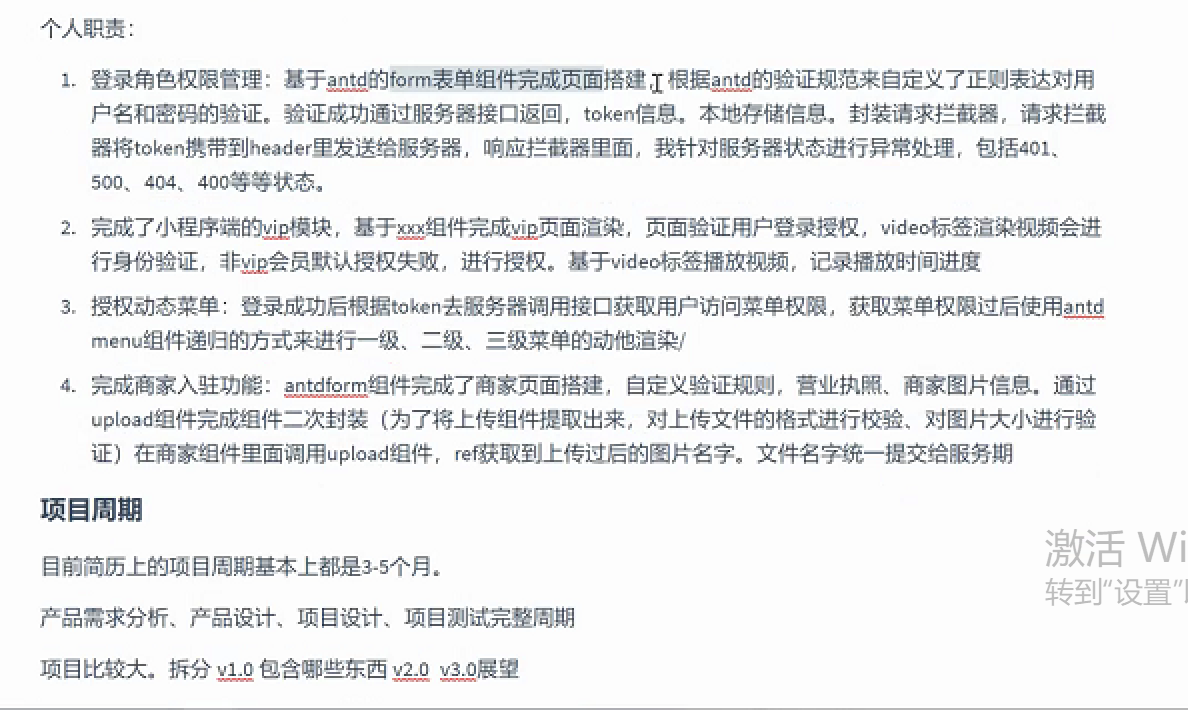 个人职责：
1. 登录角色权限管理：基于antd的form表单组件完成页面搭建，根据antd的验证规范来自定义了正则表达对用
户名和密码的验证。验证成功通过服务器接口返回，token信息。本地存储信息。封装请求拦截器，请求拦截
器将token携带到header里发送给服务器，响应拦截器里面，我针对服务器状态进行异常处理，包括401、
500、404、400等等状态。
2. 完成了小程序端的vip模块，基于xxx组件完成vip页面渲染，页面验证用户登录授权，video标签渲染视频会进
行身份验证，非vip会员默认授权失败，进行授权。基于video标签播放视频，记录播放时间进度
3. 授权动态菜单：登录成功后根据token去服务器调用接口获取用户访问菜单权限，获取菜单权限过后使用antd
menu组件递归的方式来进行一级、二级、三级菜单的动他渲染/
4. 完成商家入驻功能：antdform组件完成了商家页面搭建，自定义验证规则，营业执照、商家图片信息。通过
upload组件完成组件二次封装（为了将上传组件提取出来，对上传文件的格式进行校验、对图片大小进行验
证）在商家组件里面调用upload组件，ref获取到上传过后的图片名字。文件名字统一提交给服务期
项目周期
目前简历上的项目周期基本上都是3-5个月。
产品需求分析、产品设计、项目设计、项目测试完整周期
项目比较大。拆分 v1.0 包含哪些东西 v2.0 v3.0展望
激活 Wi
转到“设置”